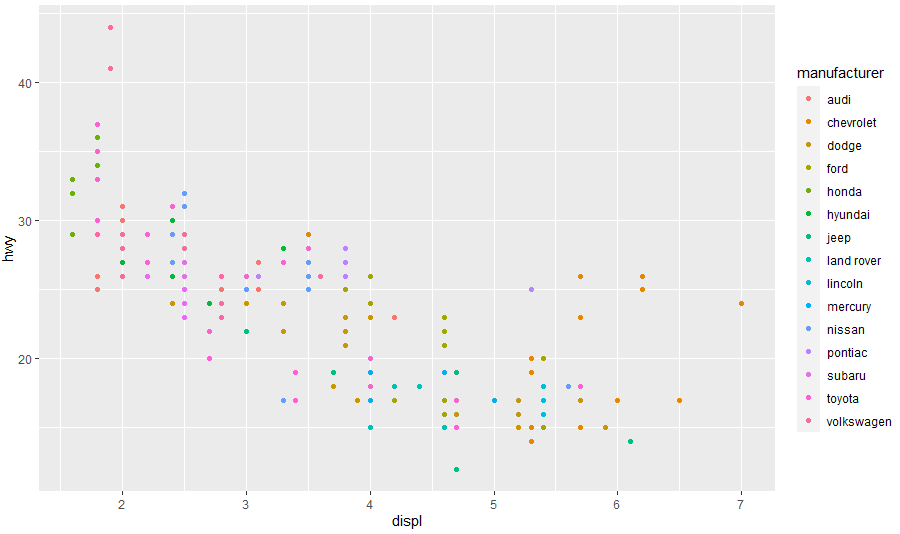 40
30
20
hwy
2 3 4 5 6 7
displ
manufacturer
audi
chevrolet
dodge
ford
honda
hyundai
jeep
land rover
lincoln
mercury
nissan
pontiac
subaru
toyota
volkswagen